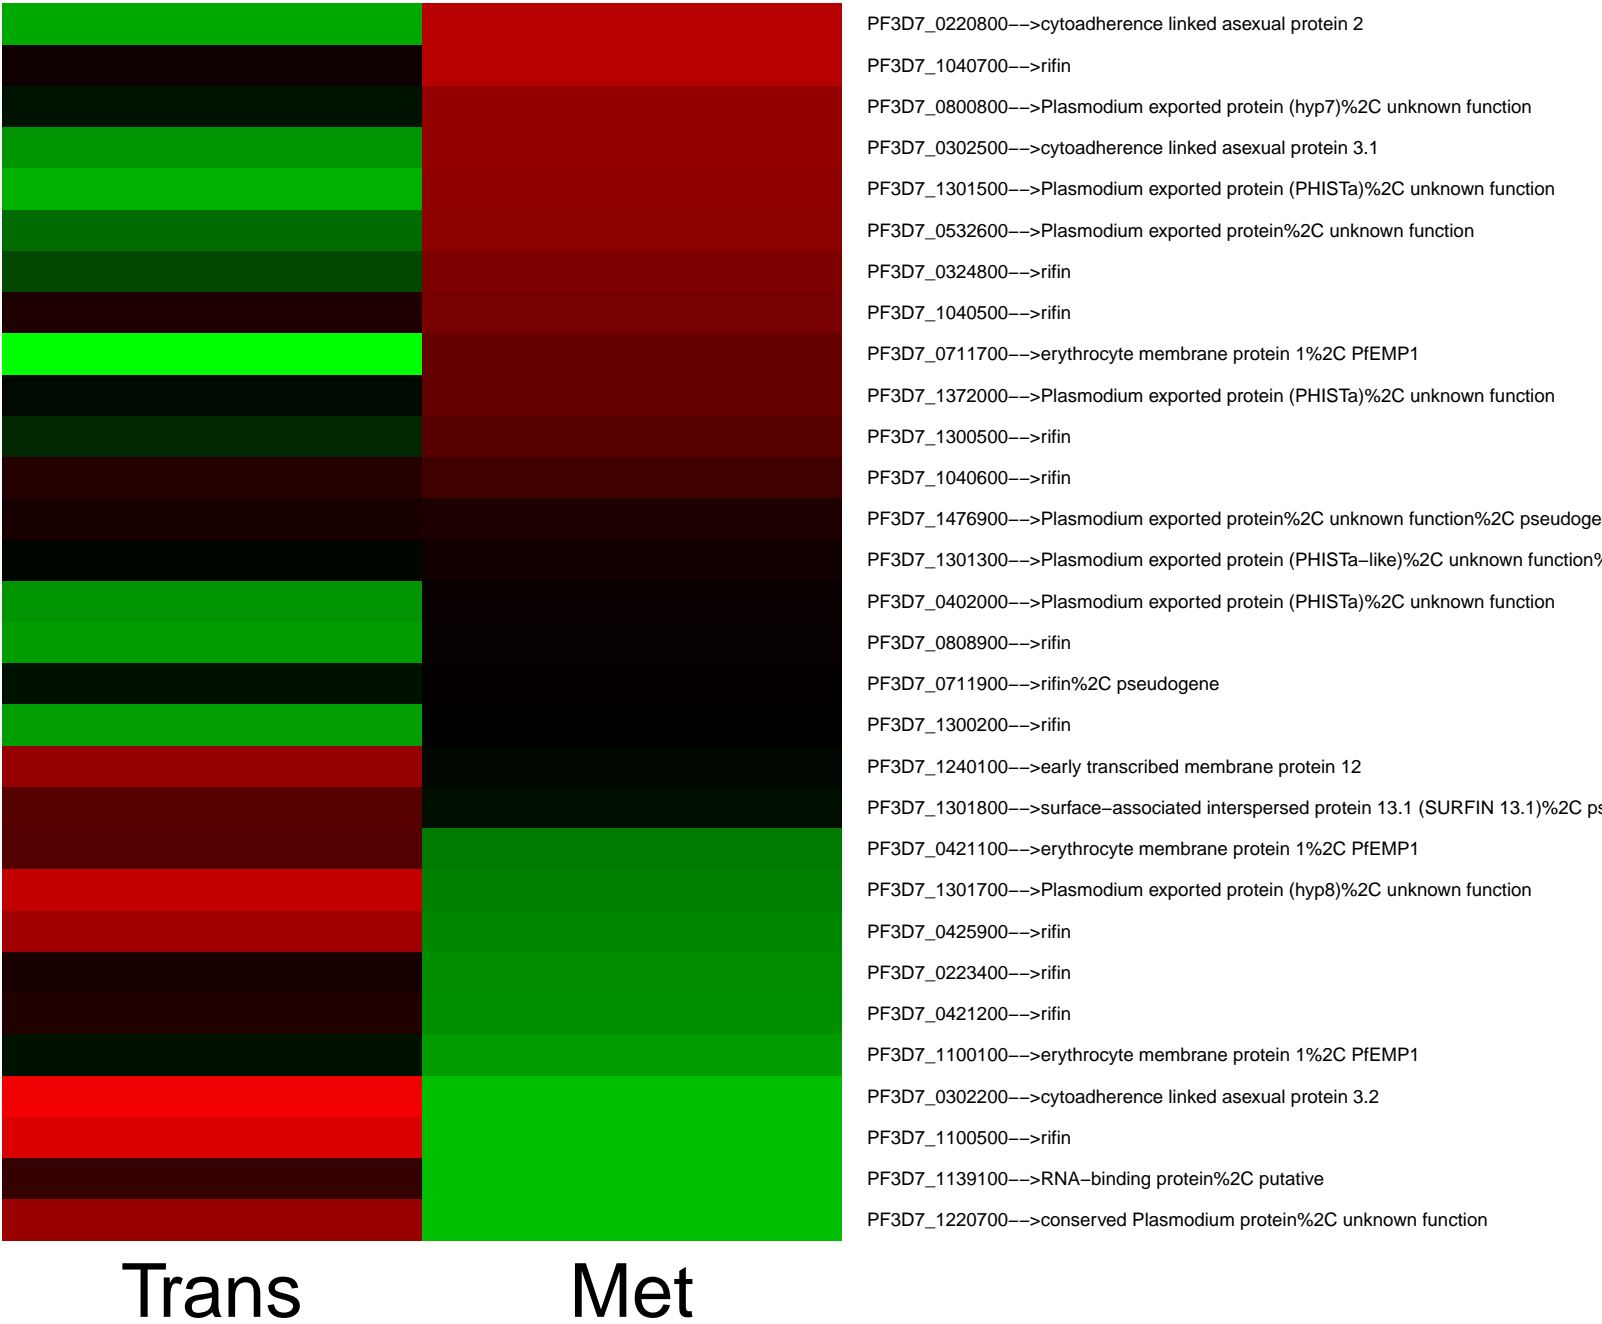 PF3D7_0220800−−>cytoadherence linked asexual protein 2
PF3D7_1040700−−>rifin
PF3D7_0800800−−>Plasmodium exported protein (hyp7)%2C unknown function
PF3D7_0302500−−>cytoadherence linked asexual protein 3.1
PF3D7_1301500−−>Plasmodium exported protein (PHISTa)%2C unknown function
PF3D7_0532600−−>Plasmodium exported protein%2C unknown function
PF3D7_0324800−−>rifin
PF3D7_1040500−−>rifin
PF3D7_0711700−−>erythrocyte membrane protein 1%2C PfEMP1
PF3D7_1372000−−>Plasmodium exported protein (PHISTa)%2C unknown function
PF3D7_1300500−−>rifin
PF3D7_1040600−−>rifin
PF3D7_1476900−−>Plasmodium exported protein%2C unknown function%2C pseudoge
PF3D7_1301300−−>Plasmodium exported protein (PHISTa−like)%2C unknown function%
PF3D7_0402000−−>Plasmodium exported protein (PHISTa)%2C unknown function
PF3D7_0808900−−>rifin
PF3D7_0711900−−>rifin%2C pseudogene
PF3D7_1300200−−>rifin
PF3D7_1240100−−>early transcribed membrane protein 12
PF3D7_1301800−−>surface−associated interspersed protein 13.1 (SURFIN 13.1)%2C ps
PF3D7_0421100−−>erythrocyte membrane protein 1%2C PfEMP1
PF3D7_1301700−−>Plasmodium exported protein (hyp8)%2C unknown function
PF3D7_0425900−−>rifin
PF3D7_0223400−−>rifin
PF3D7_0421200−−>rifin
PF3D7_1100100−−>erythrocyte membrane protein 1%2C PfEMP1
PF3D7_0302200−−>cytoadherence linked asexual protein 3.2
PF3D7_1100500−−>rifin
PF3D7_1139100−−>RNA−binding protein%2C putative
PF3D7_1220700−−>conserved Plasmodium protein%2C unknown function
Trans Met